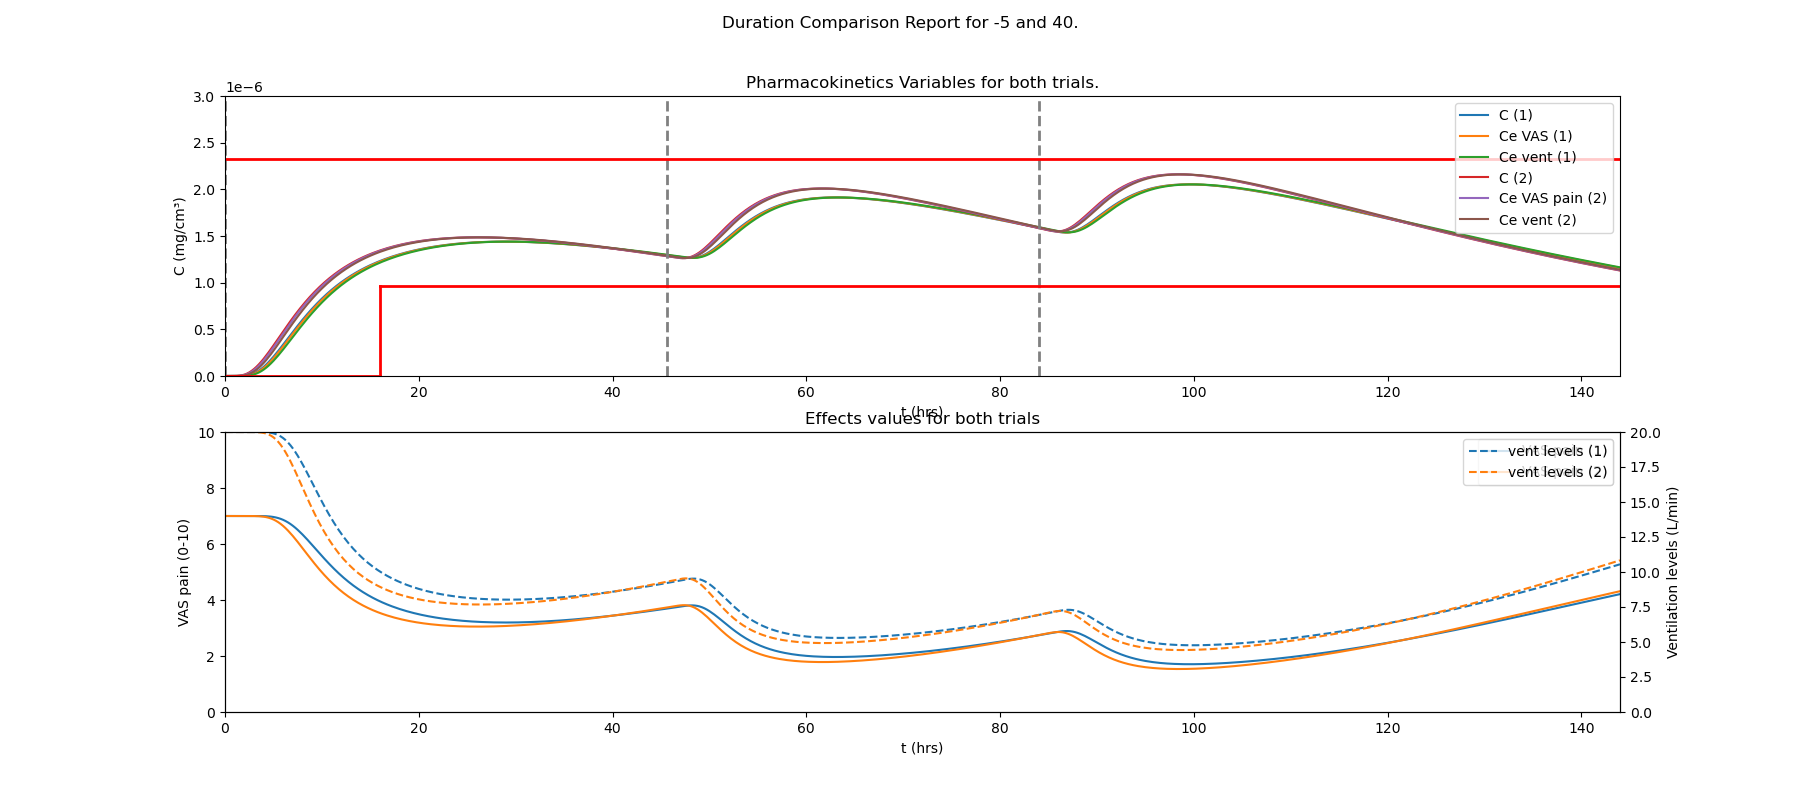 Duration Comparison Report for -5 and 40.
Pharmacokinetics Variables for both trials.
1e−6
3.0
2.5
2.0
1.5
1.0
0.5
0.0
C (mg/cm³)
C (1)
Ce VAS (1)
Ce vent (1)
C (2)
Ce VAS pain (2)
Ce vent (2)
0 20 40 60 80 100 120 140
t (hrs)
Effects values for both trials
10
8
6
4
2
0
VAS pain (0-10)
vent levels (1)
vent levels (2)
20.0
17.5
15.0
12.5
10.0
7.5
5.0
2.5
0.0
Ventilation levels (L/min)
0 20 40 60 80 100 120 140
t (hrs)